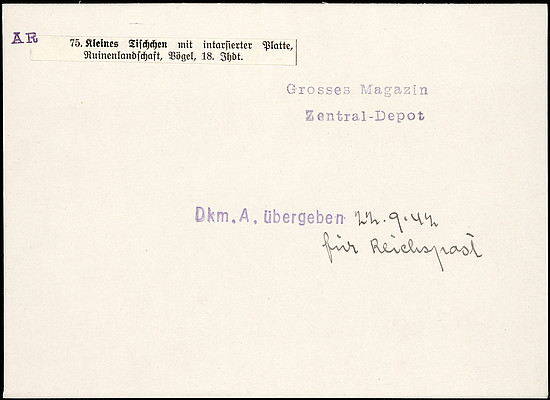 AR
75. Kleines Tischchen mit intarsierter Platte,
Ruinenlandschaft, Vögel, 18. Jhdt.
Grosses Magazin
Zentral-Depot
Dkm. A. übergeben 22.9.42
für Reichspost